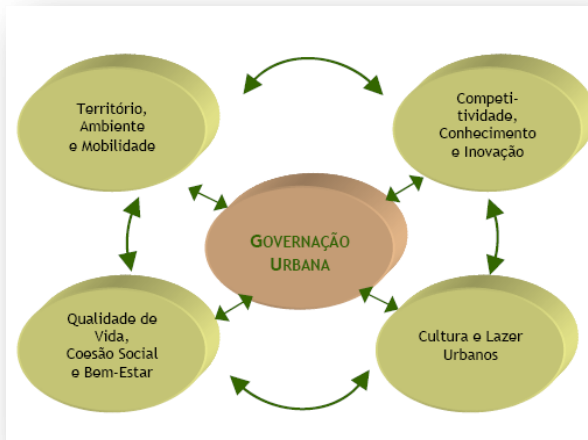 Território,
Ambiente
e Mobilidade
Competi-
tividade,
Conhecimento
e Inovação
GOVERNAÇÃO
URBANA
Qualidade de
Vida,
Coesão Social
e Bem-Estar
Cultura e Lazer
Urbanos